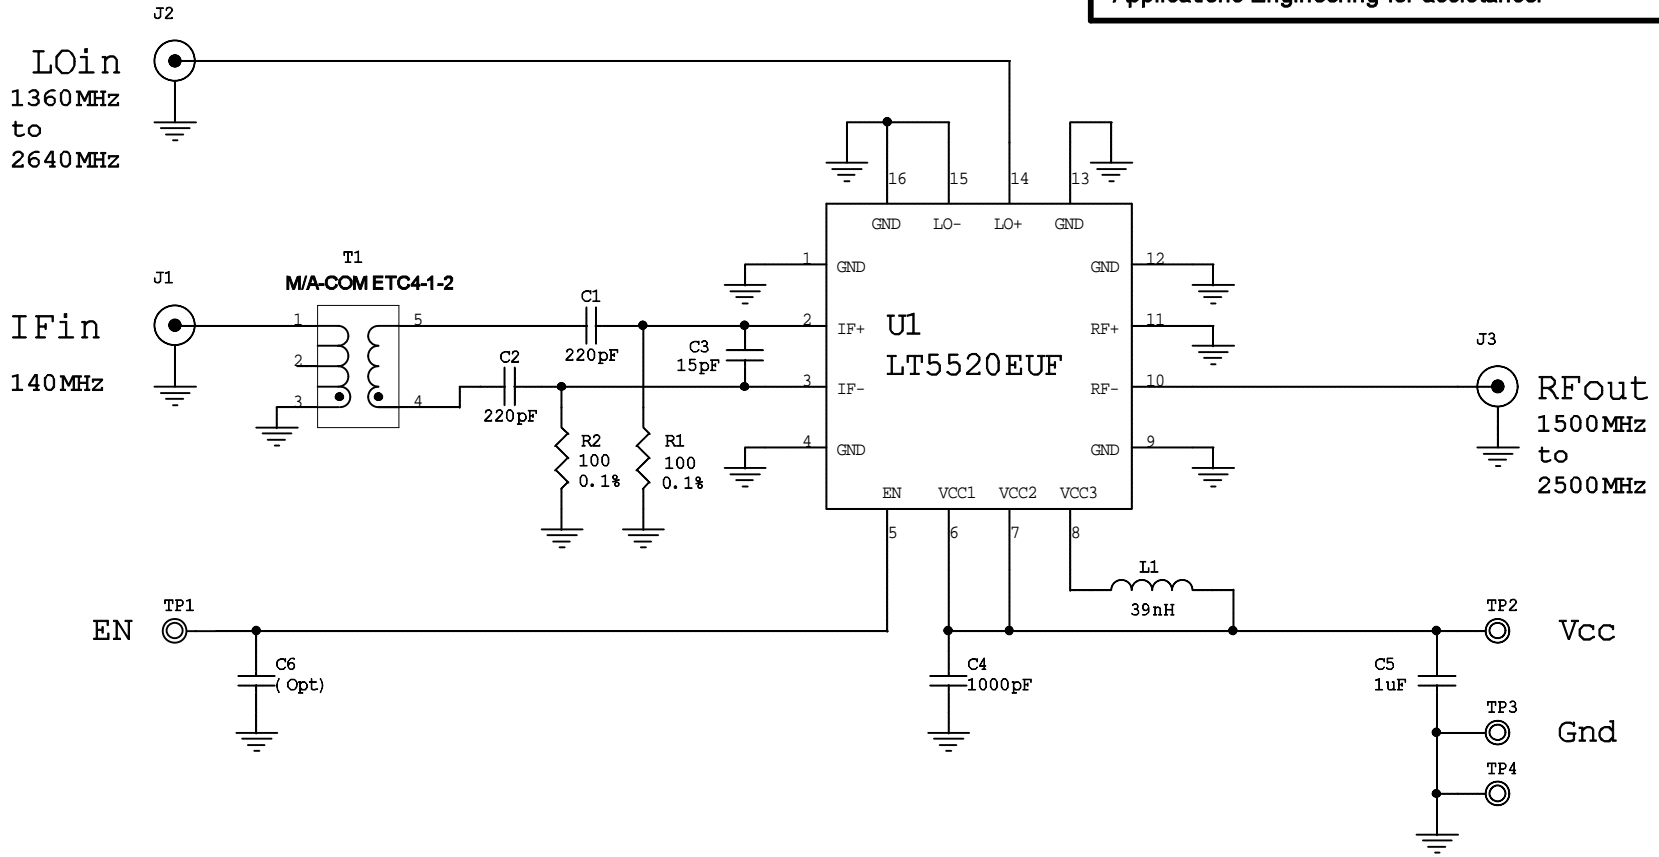 J2
LOin
1360MHz
to
2640MHz
16
15
14
13
GND
LO-
LO+
GND
T1
M/A-COM ETC4-1-2
J1
IFin
140MHz
1
2
3
5
4
C1
220pF
C2
220pF
C3
15pF
R2
100
0.1%
R1
100
0.1%
1
GND
2
IF+
3
IF-
4
GND
U1
LT5520EUF
GND
12
RF+
11
RF-
10
GND
9
J3
RFout
1500MHz
to
2500MHz
EN
VCC1
VCC2
VCC3
5
6
7
8
L1
39nH
EN
TP1
C6
(Opt)
C4
1000pF
C5
1uF
TP2
Vcc
TP3
Gnd
TP4